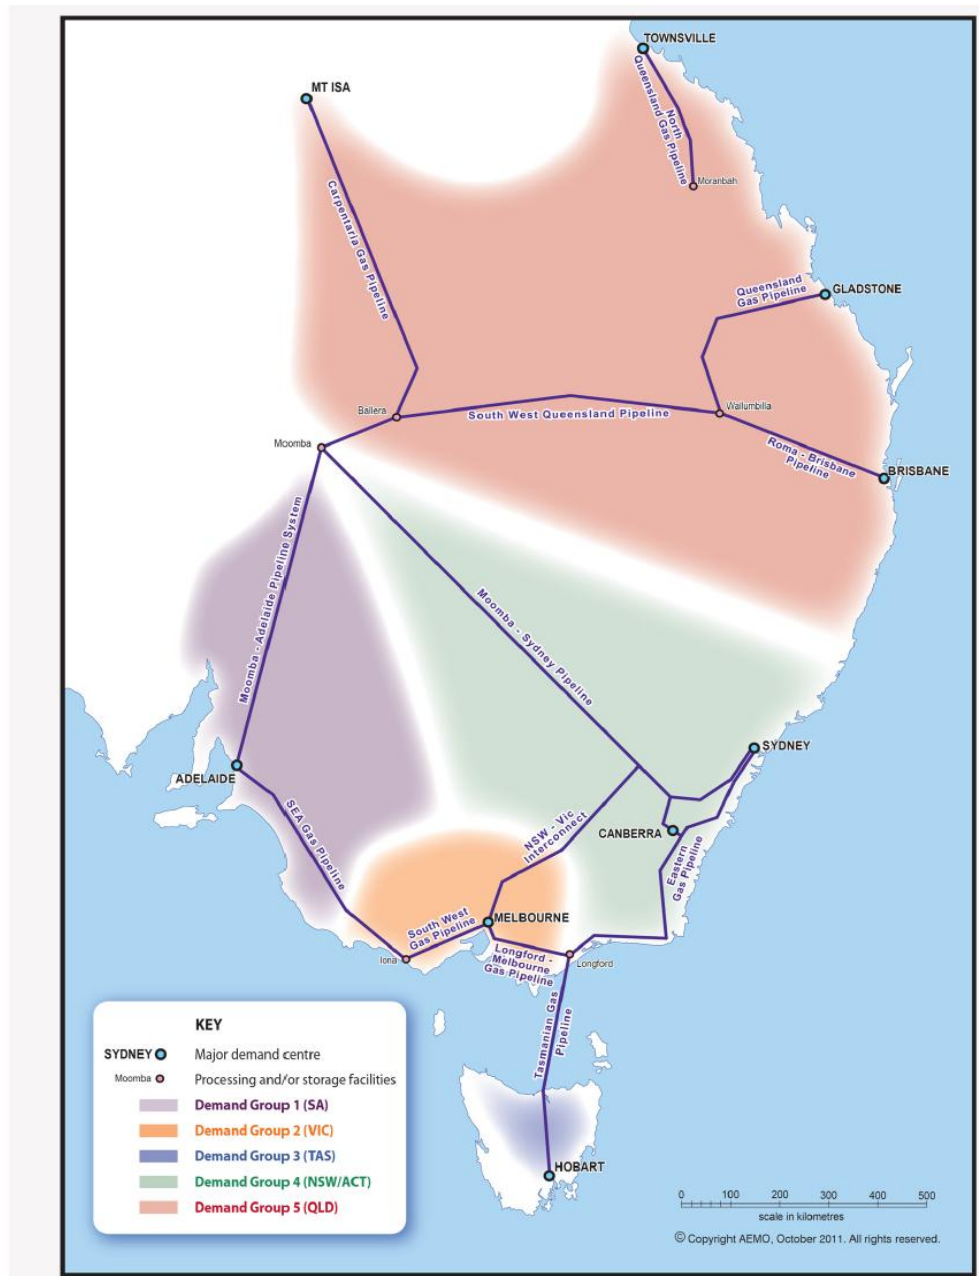 TOWNSVILLE
North
Queensland Gas Pipeline
Moranbah
MT ISA
Carpentaria Gas Pipeline
Queensland
Gas Pipeline
GLADSTONE
Ballera
South West Queensland Pipeline
Wallumbilla
Moomba
Roma - Brisbane
Pipeline
BRISBANE
Moomba - Adelaide Pipeline System
Moomba - Sydney Pipeline
SYDNEY
ADELAIDE
SEA Gas Pipeline
NSW - Vic
Interconnect
CANBERRA
Eastern
Gas Pipeline
South West
Gas Pipeline
MELBOURNE
Iona
Longford -
Melbourne
Gas Pipeline
Longford
Tasmanian Gas
Pipeline
HOBART
KEY
SYDNEY Major demand centre
Moomba Processing and/or storage facilities
Demand Group 1 (SA)
Demand Group 2 (VIC)
Demand Group 3 (TAS)
Demand Group 4 (NSW/ACT)
Demand Group 5 (QLD)
0 100 200 300 400 500
scale in kilometres
© Copyright AEMO, October 2011. All rights reserved.